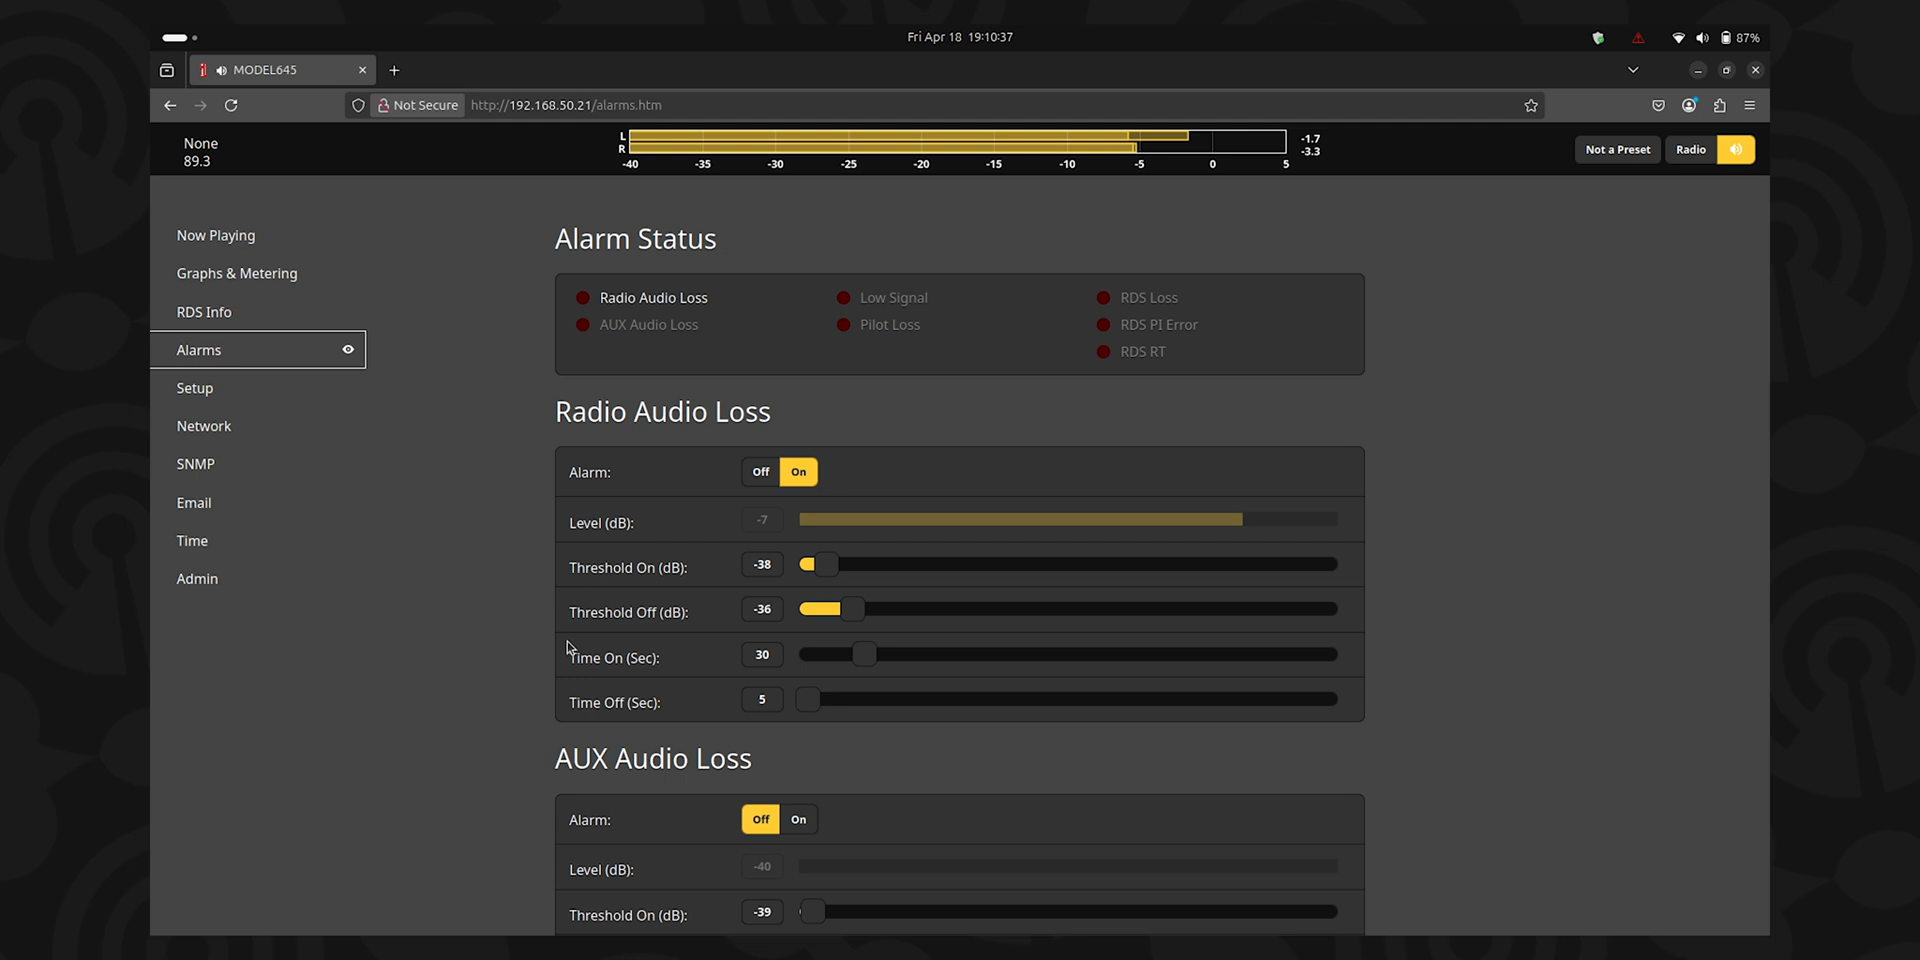 Fri Apr 18 19:10:37
87%
MODEL645
Not Secure http://192.168.50.21/alarms.htm
None
89.3
L
R
-40 -35 -30 -25 -20 -15 -10 -5 0 5
-1.7
-3.3
Not a Preset Radio
Now Playing
Graphs & Metering
RDS Info
Alarms
Setup
Network
SNMP
Email
Time
Admin
Alarm Status
Radio Audio Loss Low Signal RDS Loss
AUX Audio Loss Pilot Loss RDS PI Error
RDS RT
Radio Audio Loss
Alarm: Off On
Level (dB): -7
Threshold On (dB): -38
Threshold Off (dB): -36
Time On (Sec): 30
Time Off (Sec): 5
AUX Audio Loss
Alarm: Off On
Level (dB): -40
Threshold On (dB): -39